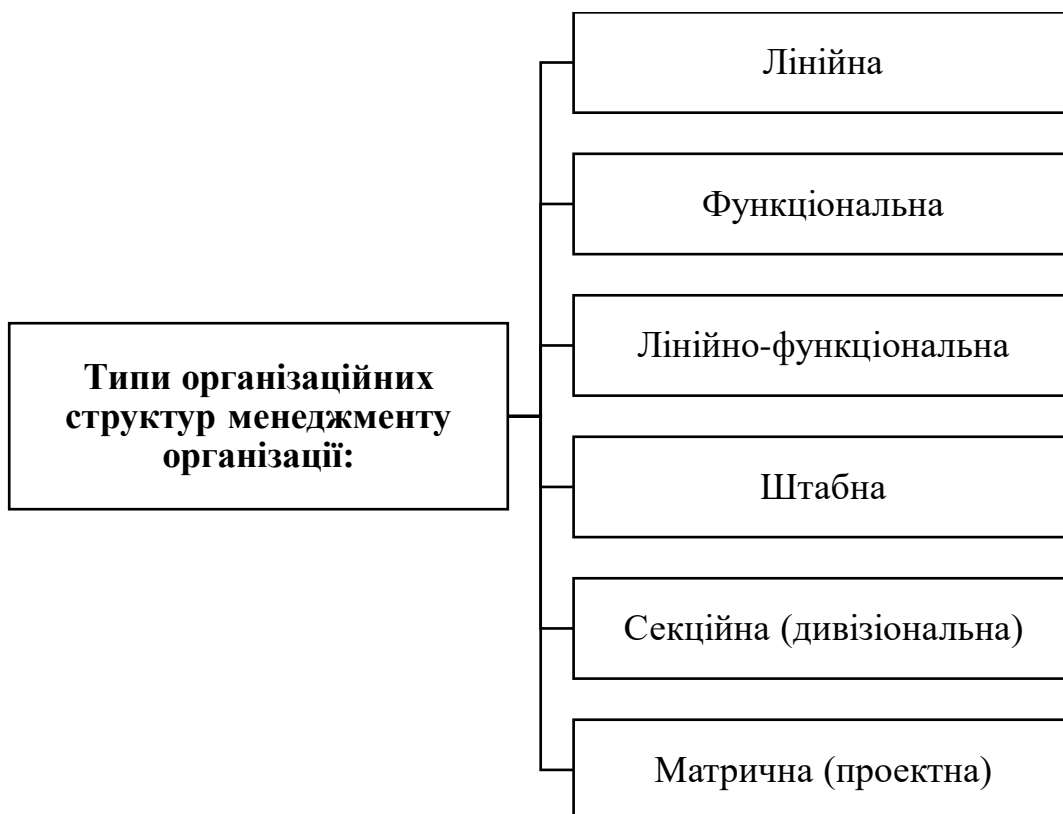 Лінійна
Функціональна
Лінійно-функціональна
Типи організаційних
структур менеджменту
організації:
Штабна
Секційна (дивізіональна)
Матрична (проектна)